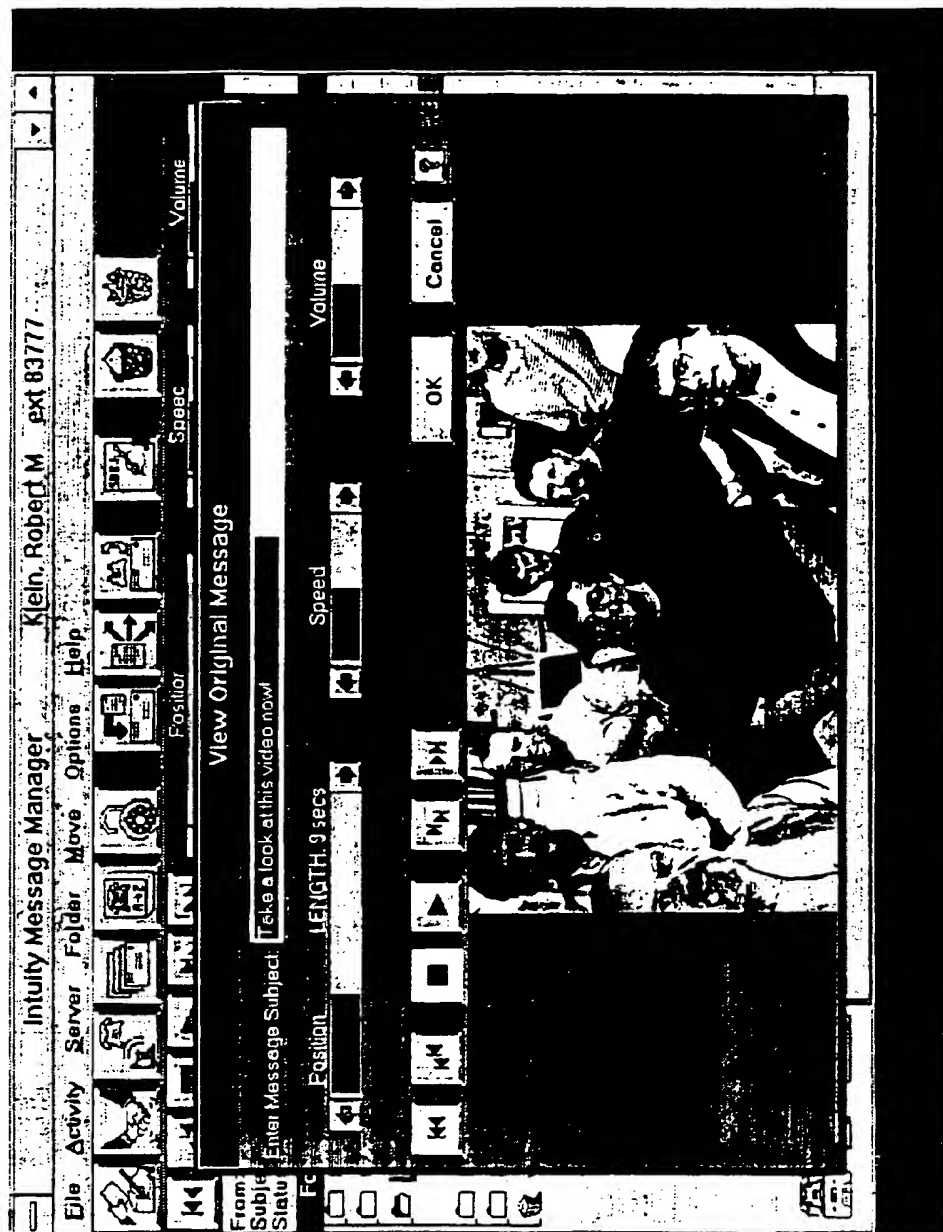 Intuity Message Manager Klein, Robert M ext 83777
File Activity Server Folder Move Options Help
Position Speec Volume
From:
Subje
Statu
Fo
View Original Message
Enter Message Subject: Take a look at this video now!
Position LENGTH: 9 secs Speed Volume
OK Cancel ?